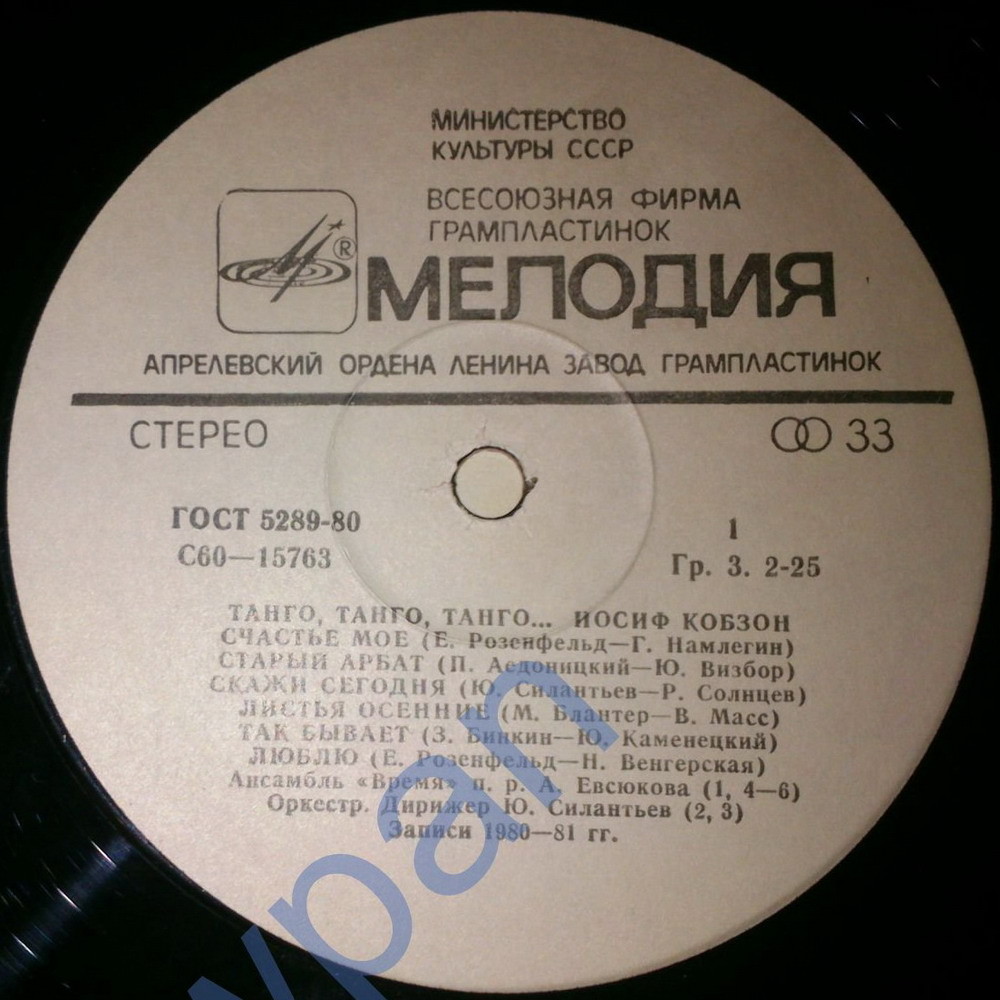 МИНИСТЕРСТВО
КУЛЬТУРЫ СССР
ВСЕСОЮЗНАЯ ФИРМА
ГРАМПЛАСТИНОК
®
МЕЛОДИЯ
АПРЕЛЕВСКИЙ ОРДЕНА ЛЕНИНА ЗАВОД ГРАМПЛАСТИНОК
СТЕРЕО
33
ГОСТ 5289-80
С60—15763
1
Гр. 3. 2-25
ТАНГО, ТАНГО, ТАНГО... ИОСИФ КОБЗОН
СЧАСТЬЕ МОЕ (Е. Розенфельд—Г. Намлегин)
СТАРЫЙ АРБАТ (П. Аедоницкий—Ю. Визбор)
СКАЖИ СЕГОДНЯ (Ю. Силантьев—Р. Солнцев)
ЛИСТЬЯ ОСЕННИЕ (М. Блантер—В. Масс)
ТАК БЫВАЕТ (З. Бинкин—Ю. Каменецкий)
ЛЮБЛЮ (Е. Розенфельд—Н. Венгерская)
Ансамбль «Время» п. р. А. Евсюкова (1, 4—6)
Оркестр. Дирижер Ю. Силантьев (2, 3)
Записи 1980—81 гг.